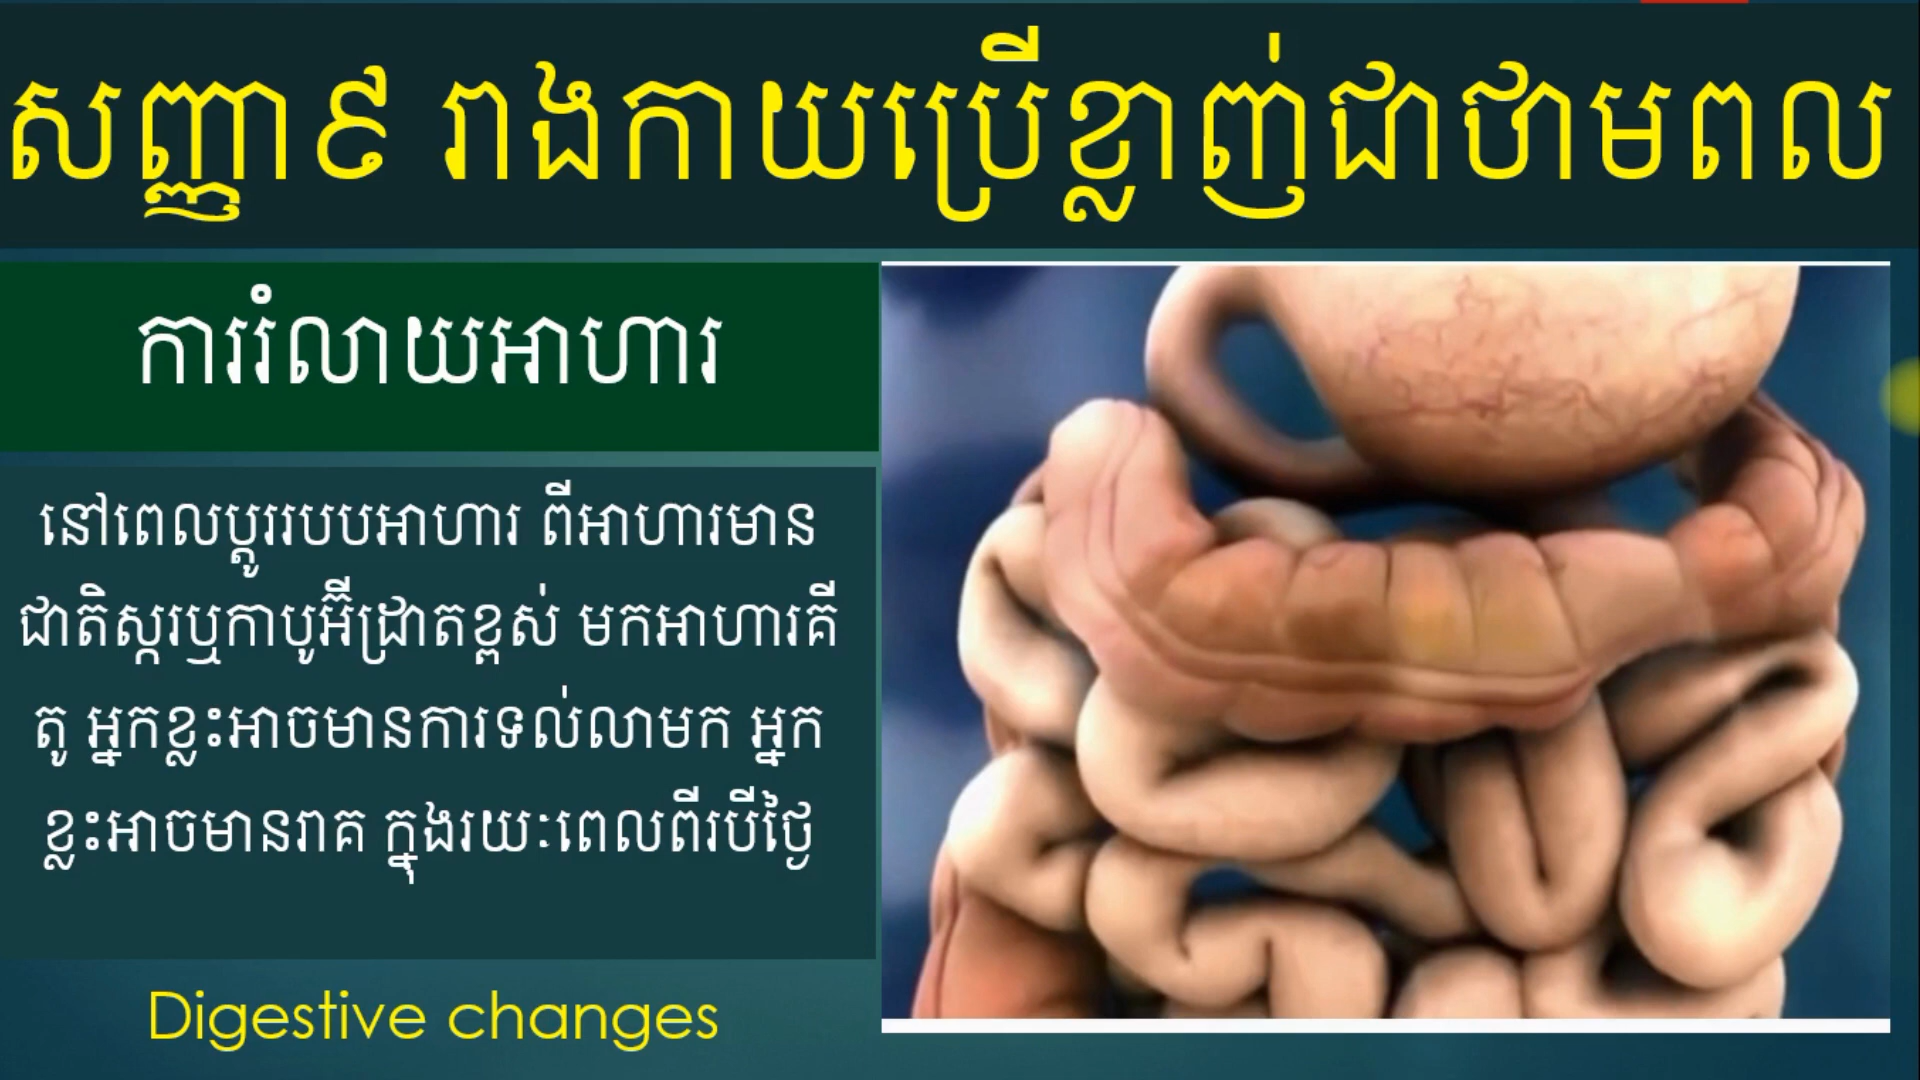 សញ្ញា៩ រាងកាយប្រើខ្លាញ់ជាថាមពល
ការរំលាយអាហារ
នៅពេលប្តូររបបអាហារ ពីអាហារមាន
ជាតិស្ករឬកាបូអ៊ីដ្រាតខ្ពស់ មកអាហារគី
តូ អ្នកខ្លះអាចមានការទល់លាមក អ្នក
ខ្លះអាចមានរាគ ក្នុងរយៈពេលពីរបីថ្ងៃ
Digestive changes